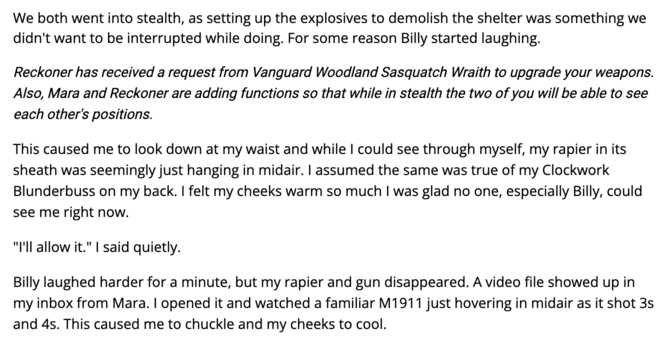 We both went into stealth, as setting up the explosives to demolish the shelter was something we
didn't want to be interrupted while doing. For some reason Billy started laughing.
Reckoner has received a request from Vanguard Woodland Sasquatch Wraith to upgrade your weapons.
Also, Mara and Reckoner are adding functions so that while in stealth the two of you will be able to see
each other's positions.
This caused me to look down at my waist and while I could see through myself, my rapier in its
sheath was seemingly just hanging in midair. I assumed the same was true of my Clockwork
Blunderbuss on my back. I felt my cheeks warm so much I was glad no one, especially Billy, could
see me right now.
"I'll allow it." I said quietly.
Billy laughed harder for a minute, but my rapier and gun disappeared. A video file showed up in
my inbox from Mara. I opened it and watched a familiar M1911 just hovering in midair as it shot 3s
and 4s. This caused me to chuckle and my cheeks to cool.